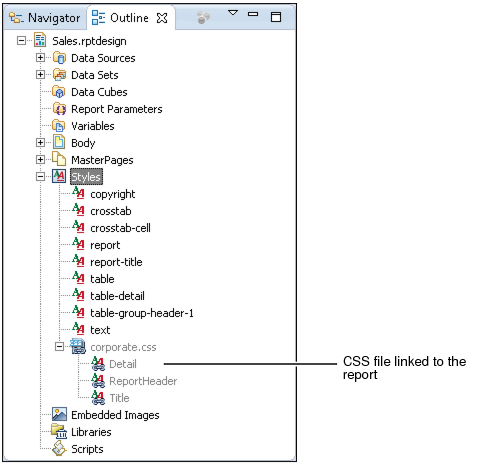 Navigator Outline
Sales.rptdesign
Data Sources
Data Sets
Data Cubes
Report Parameters
Variables
Body
MasterPages
Styles
copyright
crosstab
crosstab-cell
report
report-title
table
table-detail
table-group-header-1
text
corporate.css
Detail
ReportHeader
Title
Embedded Images
Libraries
Scripts
CSS file linked to the
report